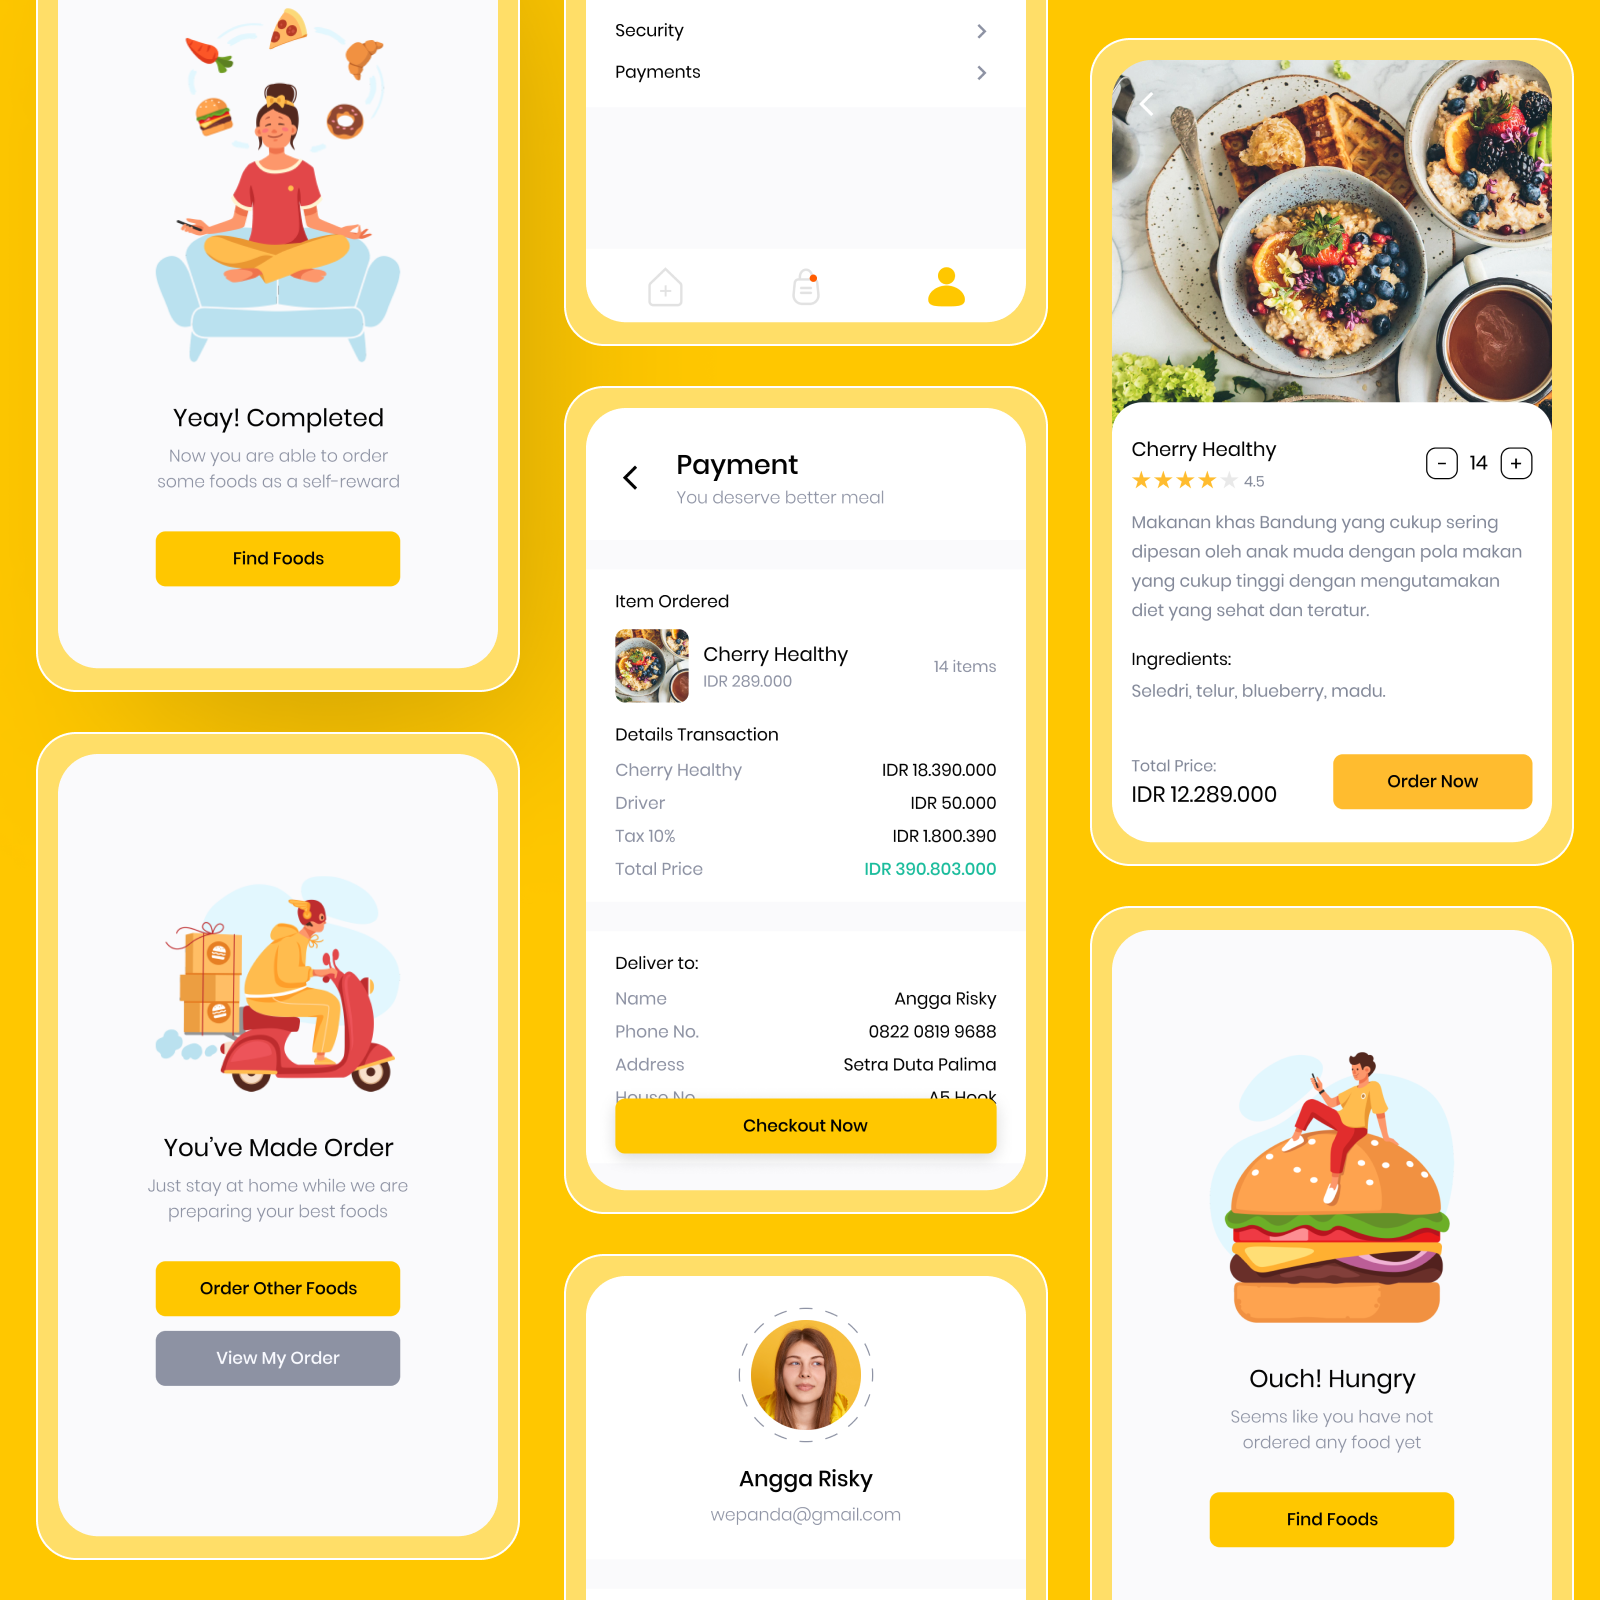 Yeay! Completed
Now you are able to order
some foods as a self-reward
Find Foods
You've Made Order
Just stay at home while we are
preparing your best foods
Order Other Foods
View My Order
Security
Payments
Payment
You deserve better meal
Item Ordered
Cherry Healthy
IDR 289.000
14 items
Details Transaction
Cherry Healthy IDR 18.390.000
Driver IDR 50.000
Tax 10% IDR 1.800.390
Total Price IDR 390.803.000
Deliver to:
Name Angga Risky
Phone No. 0822 0819 9688
Address Setra Duta Palima
House No. A5 Hook
Checkout Now
Angga Risky
wepanda@gmail.com
Cherry Healthy
4.5
- 14 +
Makanan khas Bandung yang cukup sering
dipesan oleh anak muda dengan pola makan
yang cukup tinggi dengan mengutamakan
diet yang sehat dan teratur.
Ingredients:
Seledri, telur, blueberry, madu.
Total Price:
IDR 12.289.000
Order Now
Ouch! Hungry
Seems like you have not
ordered any food yet
Find Foods